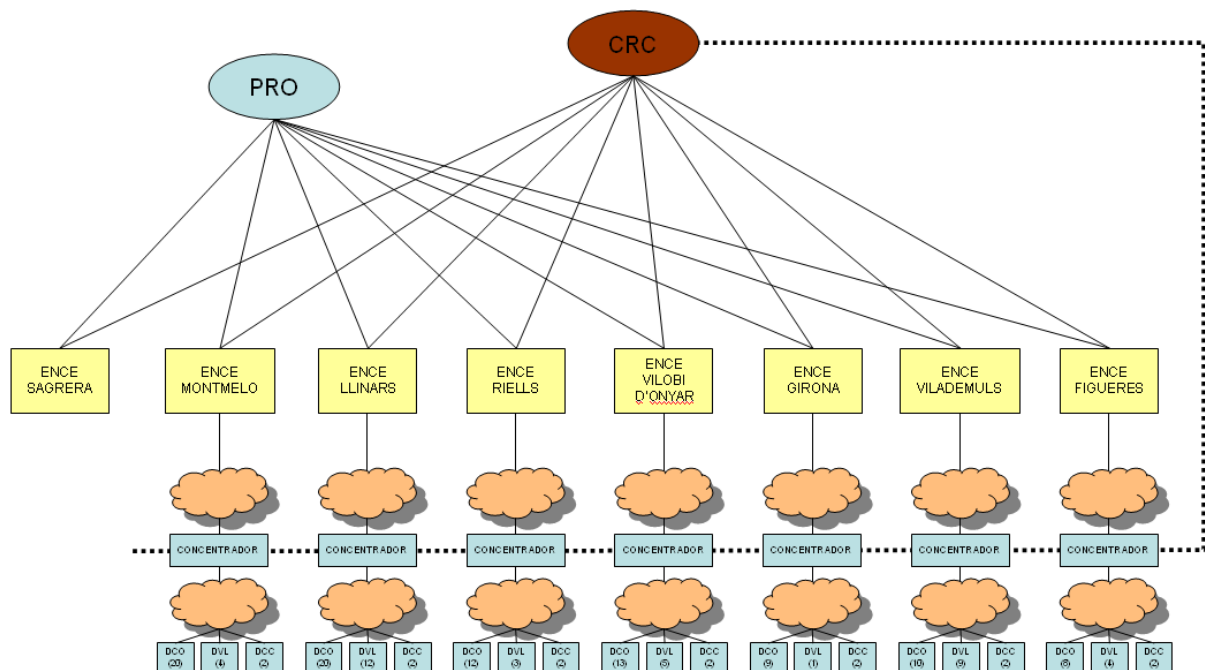 CRC
PRO
ENCE
SAGRERA
ENCE
MONTMELO
ENCE
LLINARS
ENCE
RIELLS
ENCE
VILOBI
D'ONYAR
ENCE
GIRONA
ENCE
VILADEMULS
ENCE
FIGUERES
CONCENTRADOR
CONCENTRADOR
CONCENTRADOR
CONCENTRADOR
CONCENTRADOR
CONCENTRADOR
CONCENTRADOR
DCO
(20)
DVL
(4)
DCC
(2)
DCO
(20)
DVL
(12)
DCC
(2)
DCO
(12)
DVL
(3)
DCC
(2)
DCO
(13)
DVL
(5)
DCC
(2)
DCO
(9)
DVL
(1)
DCC
(2)
DCO
DVL
(9)
DCC
(2)
DCO
DVL
(4)
DCC
(2)